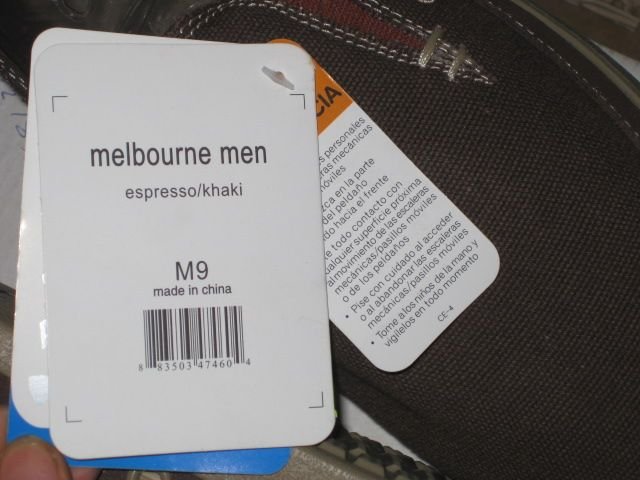 melbourne men
espresso/khaki
M9
made in china
8 83503 47460 4
CIA
personales
mecánicas
en la parte
del peldaño
hacia el frente
todo contacto con
superficie próxima
al movimiento de las escaleras
mecánicas/pasillos móviles
o de los peldaños
• Pise con cuidado al acceder
o al abandonar las escaleras
mecánicas/pasillos móviles
• Tome a los niños de la mano y
vigílelos en todo momento
CE-4